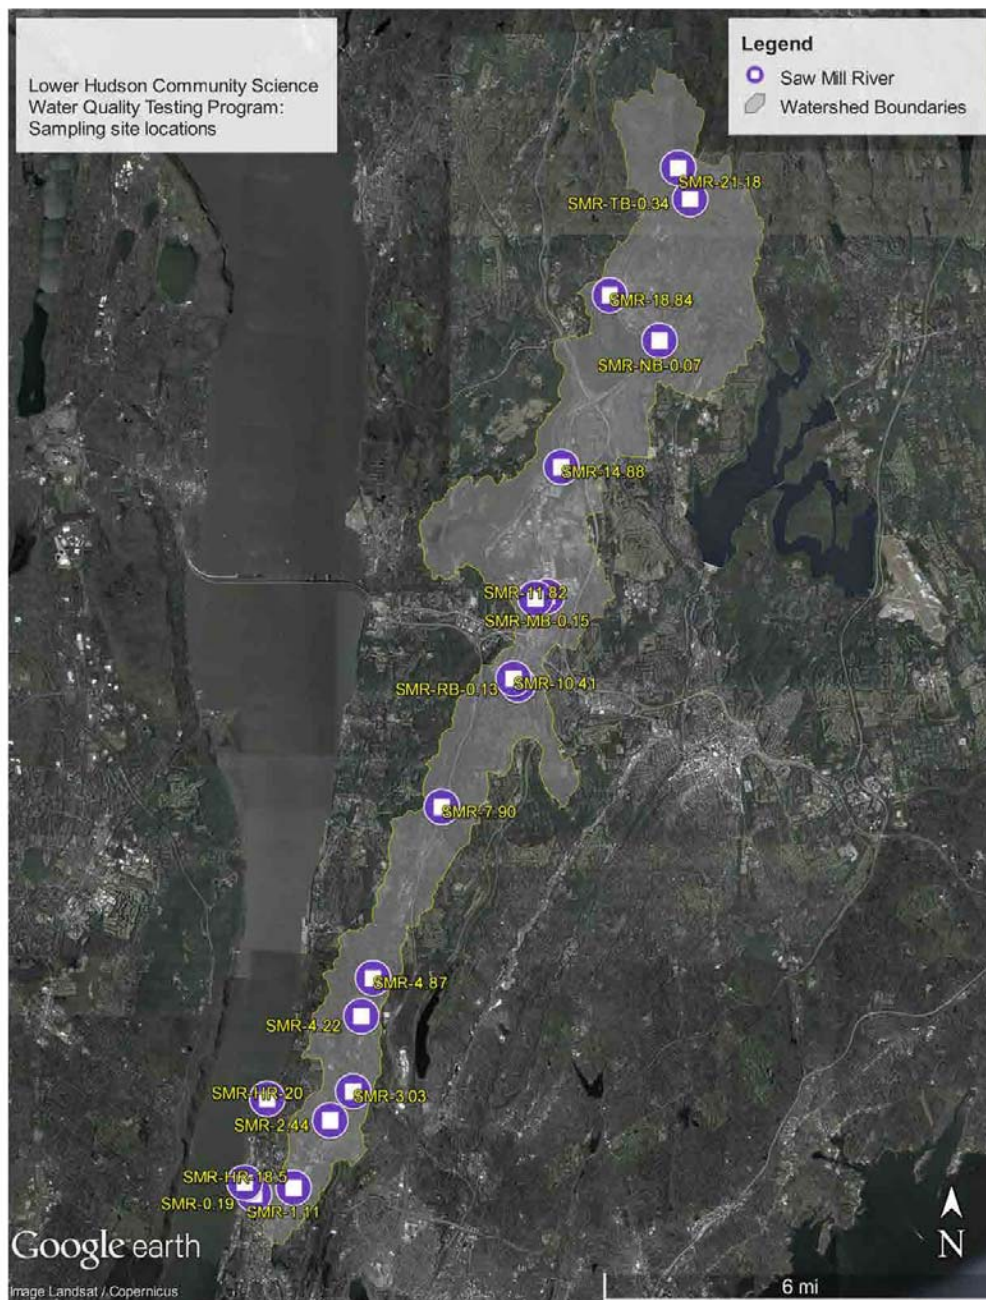 Lower Hudson Community Science
Water Quality Testing Program:
Sampling site locations
Legend
Saw Mill River
Watershed Boundaries
SMR-21.18
SMR-TB-0.34
SMR-18.84
SMR-NB-0.07
SMR-14.88
SMR-11.82
SMR-MB-0.15
SMR-10.41
SMR-RB-0.13
SMR-7.90
SMR-4.87
SMR-4.22
SMR-HR-20
SMR-3.03
SMR-2.44
SMR-HR-18.5
SMR-0.19
SMR-1.11
Google earth
N
Image Landsat / Copernicus
6 mi